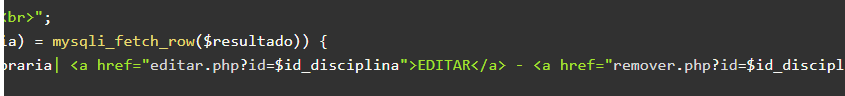 <br>";
ia) = mysqli_fetch_row($resultado)) {
oraria| <a href="editar.php?id=$id_disciplina">EDITAR</a> - <a href="remover.php?id=$id_discipl